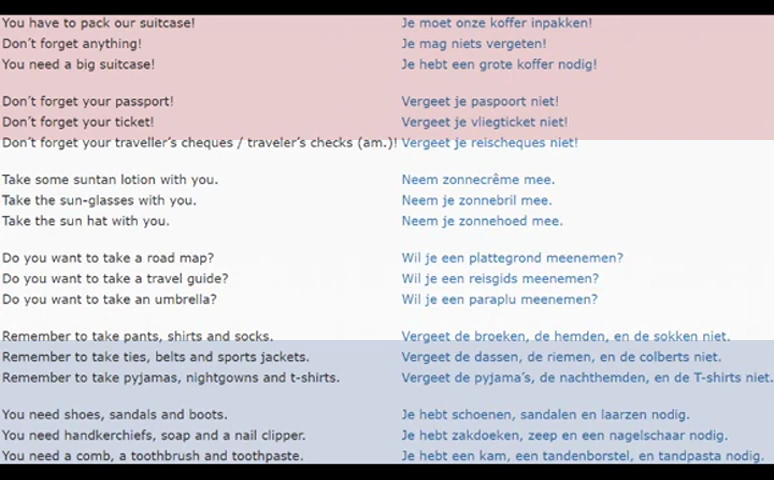 You have to pack our suitcase! Je moet onze koffer inpakken!
Don't forget anything! Je mag niets vergeten!
You need a big suitcase! Je hebt een grote koffer nodig!
Don't forget your passport! Vergeet je paspoort niet!
Don't forget your ticket! Vergeet je vliegticket niet!
Don't forget your traveller's cheques / traveler's checks (am.)! Vergeet je reischeques niet!
Take some suntan lotion with you. Neem zonnecrême mee.
Take the sun-glasses with you. Neem je zonnebril mee.
Take the sun hat with you. Neem je zonnehoed mee.
Do you want to take a road map? Wil je een plattegrond meenemen?
Do you want to take a travel guide? Wil je een reisgids meenemen?
Do you want to take an umbrella? Wil je een paraplu meenemen?
Remember to take pants, shirts and socks. Vergeet de broeken, de hemden, en de sokken niet.
Remember to take ties, belts and sports jackets. Vergeet de dassen, de riemen, en de colberts niet.
Remember to take pyjamas, nightgowns and t-shirts. Vergeet de pyjama's, de nachthemden, en de T-shirts niet.
You need shoes, sandals and boots. Je hebt schoenen, sandalen en laarzen nodig.
You need handkerchiefs, soap and a nail clipper. Je hebt zakdoeken, zeep en een nagelschaar nodig.
You need a comb, a toothbrush and toothpaste. Je hebt een kam, een tandenborstel, en tandpasta nodig.